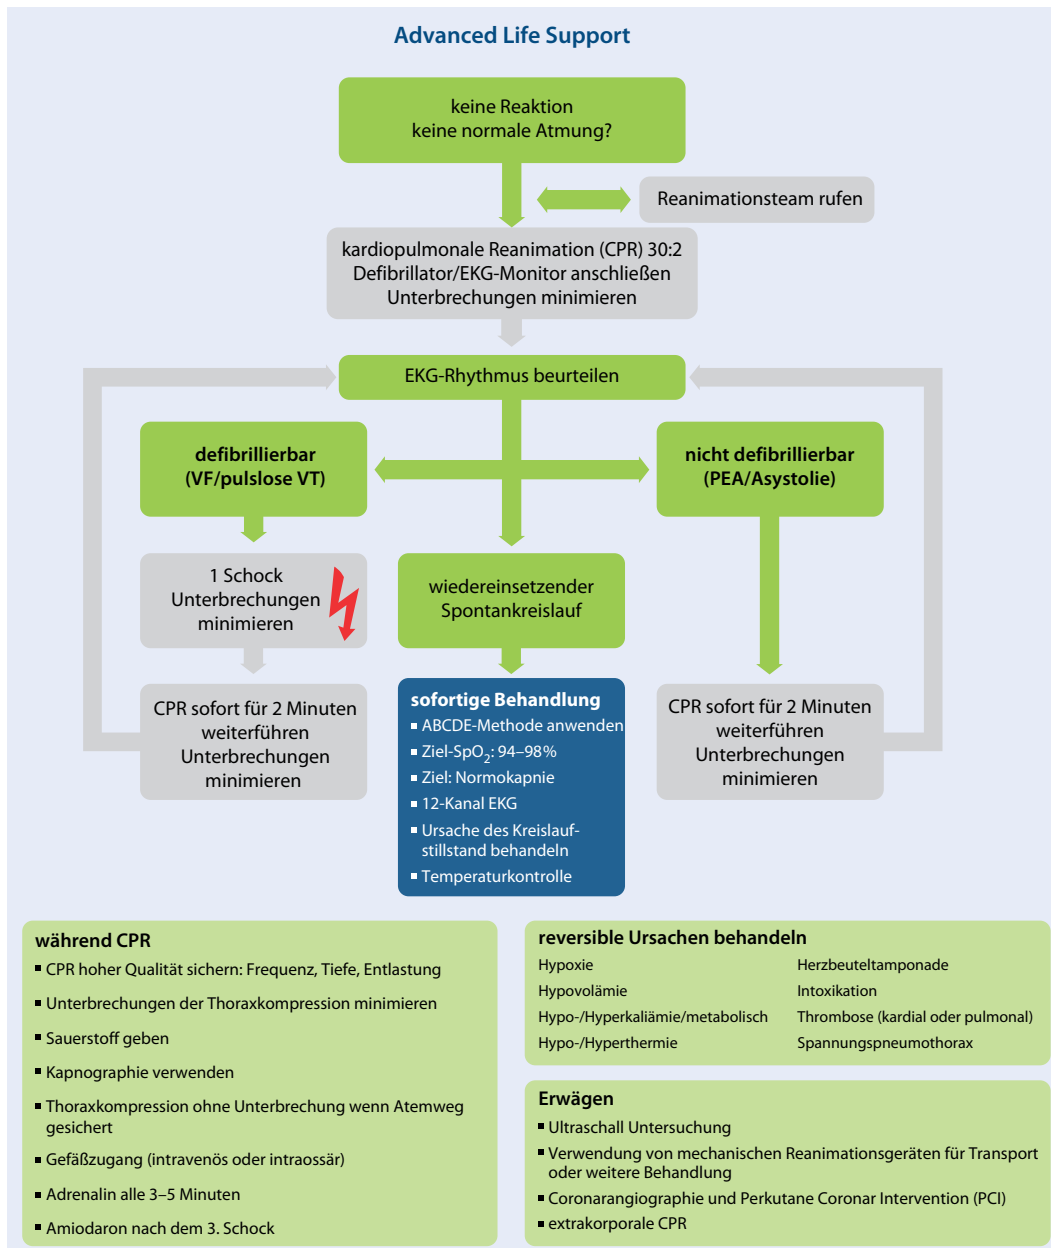 Advanced Life Support
keine Reaktion
keine normale Atmung?
Reanimationsteam rufen
kardiopulmonale Reanimation (CPR) 30:2
Defibrillator/EKG-Monitor anschließen
Unterbrechungen minimieren
EKG-Rhythmus beurteilen
defibrillierbar
(VF/pulslose VT)
nicht defibrillierbar
(PEA/Asystolie)
1 Schock
Unterbrechungen
minimieren
wiedereinsetzender
Spontankreislauf
CPR sofort für 2 Minuten
weiterführen
Unterbrechungen
minimieren
sofortige Behandlung
▪ ABCDE-Methode anwenden
▪ Ziel-SpO₂: 94–98%
▪ Ziel: Normokapnie
▪ 12-Kanal EKG
▪ Ursache des Kreislauf-
stillstand behandeln
▪ Temperaturkontrolle
CPR sofort für 2 Minuten
weiterführen
Unterbrechungen
minimieren
während CPR
▪ CPR hoher Qualität sichern: Frequenz, Tiefe, Entlastung
▪ Unterbrechungen der Thoraxkompression minimieren
▪ Sauerstoff geben
▪ Kapnographie verwenden
▪ Thoraxkompression ohne Unterbrechung wenn Atemweg
gesichert
▪ Gefäßzugang (intravenös oder intraossär)
▪ Adrenalin alle 3–5 Minuten
▪ Amiodaron nach dem 3. Schock
reversible Ursachen behandeln
Hypoxie
Hypovolämie
Hypo-/Hyperkaliämie/metabolisch
Hypo-/Hyperthermie
Herzbeuteltamponade
Intoxikation
Thrombose (kardial oder pulmonal)
Spannungspneumothorax
Erwägen
▪ Ultraschall Untersuchung
▪ Verwendung von mechanischen Reanimationsgeräten für Transport
oder weitere Behandlung
▪ Coronarangiographie und Perkutane Coronar Intervention (PCI)
▪ extrakorporale CPR